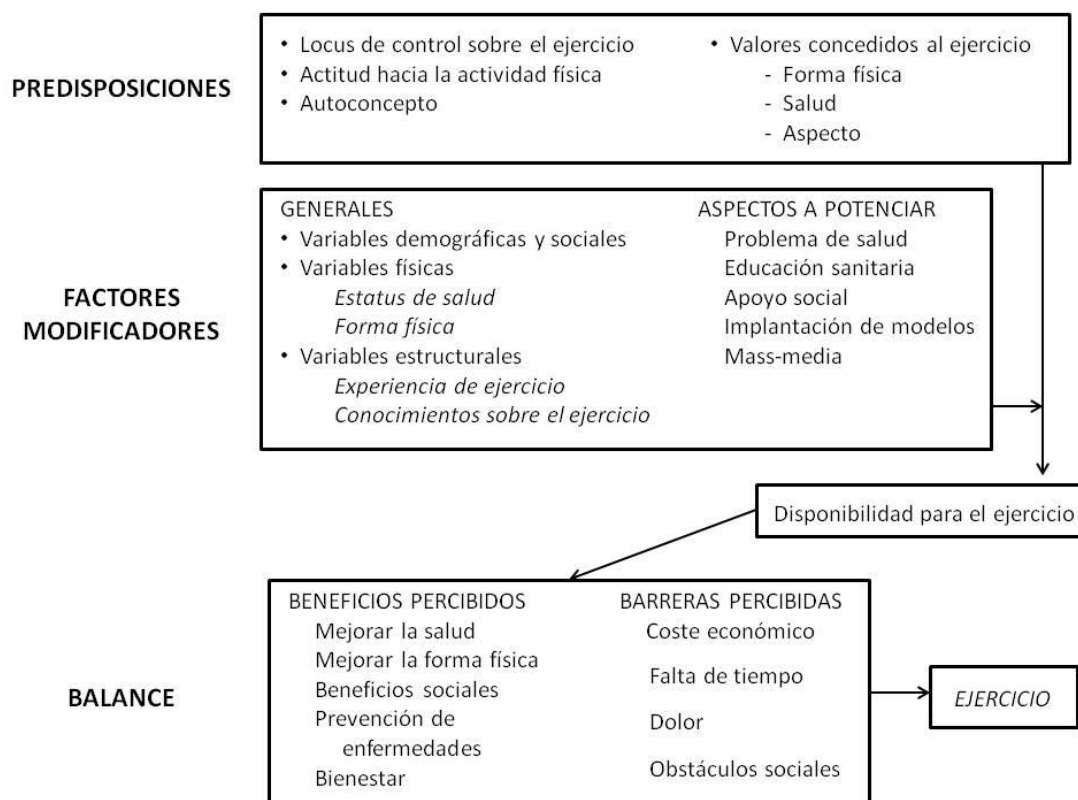 PREDISPOSICIONES
• Locus de control sobre el ejercicio
• Actitud hacia la actividad física
• Autoconcepto
• Valores concedidos al ejercicio
- Forma física
- Salud
- Aspecto
FACTORES
MODIFICADORES
GENERALES
• Variables demográficas y sociales
• Variables físicas
Estatus de salud
Forma física
• Variables estructurales
Experiencia de ejercicio
Conocimientos sobre el ejercicio
ASPECTOS A POTENCIAR
Problema de salud
Educación sanitaria
Apoyo social
Implantación de modelos
Mass-media
Disponibilidad para el ejercicio
BALANCE
BENEFICIOS PERCIBIDOS
Mejorar la salud
Mejorar la forma física
Beneficios sociales
Prevención de
enfermedades
Bienestar
BARRERAS PERCIBIDAS
Coste económico
Falta de tiempo
Dolor
Obstáculos sociales
EJERCICIO